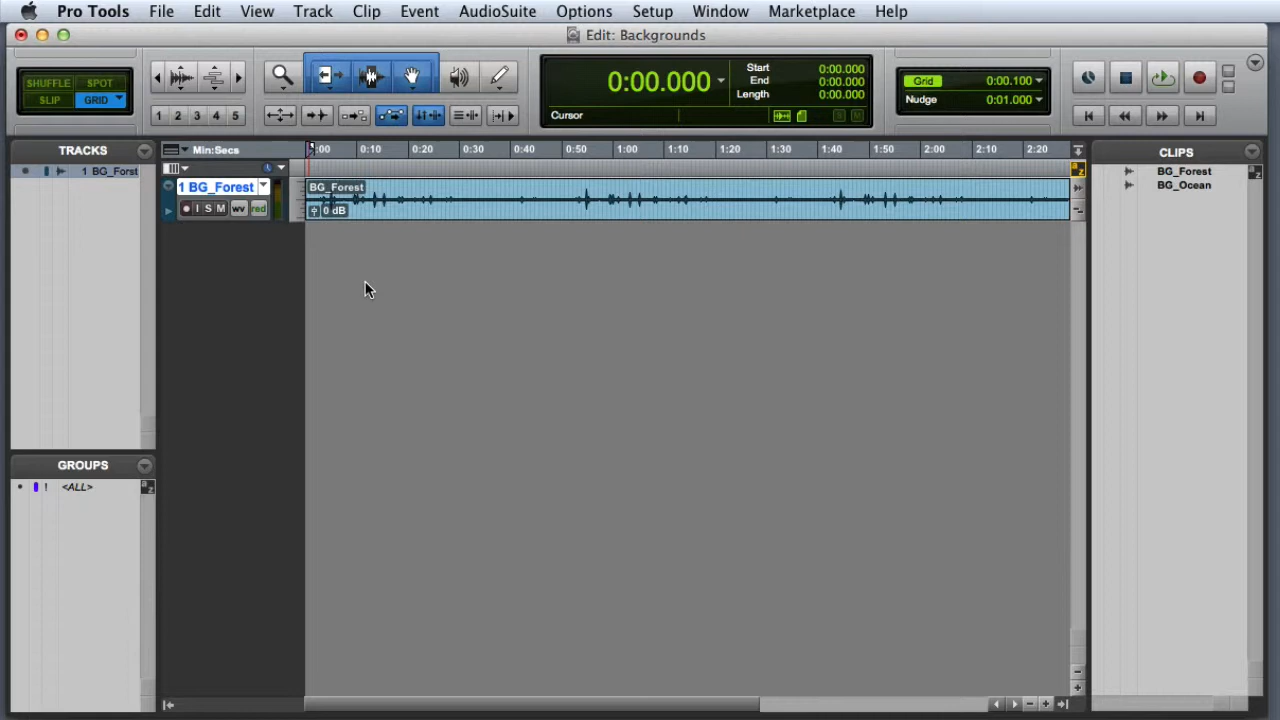 Pro Tools File Edit View Track Clip Event AudioSuite Options Setup Window Marketplace Help
Edit: Backgrounds
SHUFFLE SPOT
SLIP GRID
1 2 3 4 5
0:00.000
Start 0:00.000
End 0:00.000
Length 0:00.000
Cursor
Grid 0:00.100
Nudge 0:01.000
TRACKS
1 BG_Forst
GROUPS
! <ALL>
a z
Min:Secs
0:00 0:10 0:20 0:30 0:40 0:50 1:00 1:10 1:20 1:30 1:40 1:50 2:00 2:10 2:20
1 BG_Forest
I S M wv red
BG_Forest
0 dB
a z
CLIPS
BG_Forest
BG_Ocean
a z